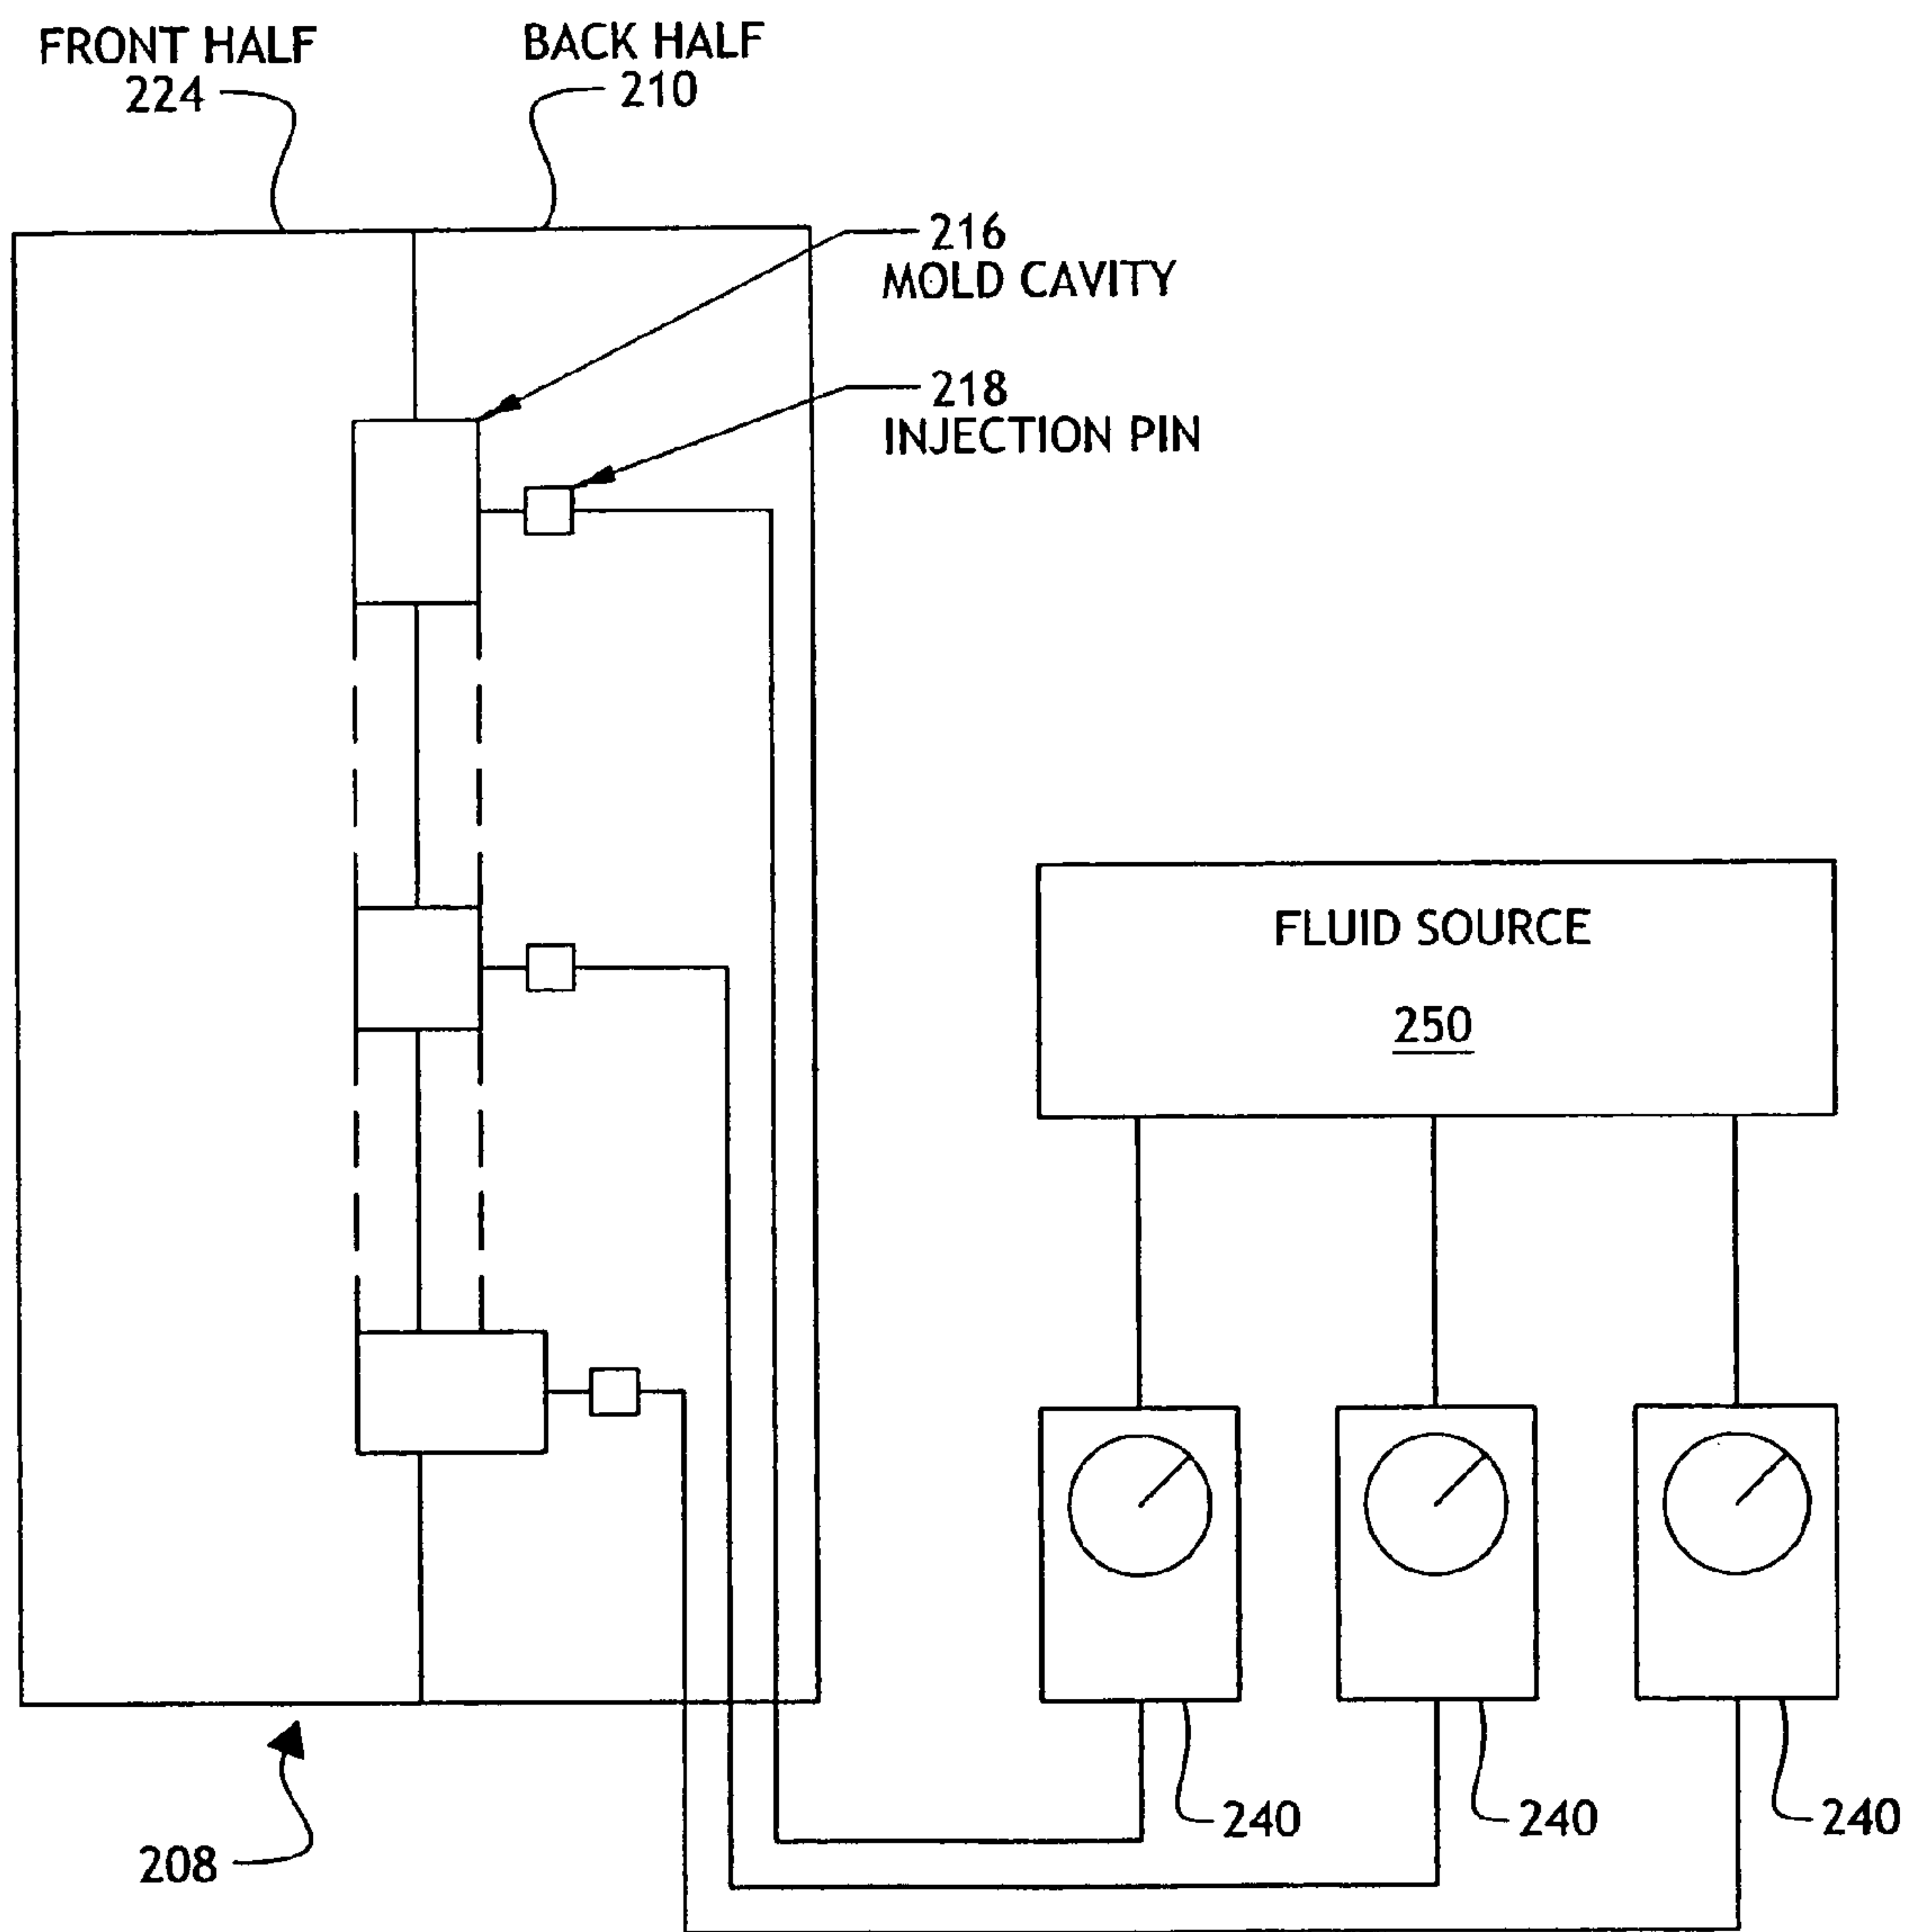 FRONT HALF
224
BACK HALF
210
216
MOLD CAVITY
218
INJECTION PIN
FLUID SOURCE
250
240
240
240
208